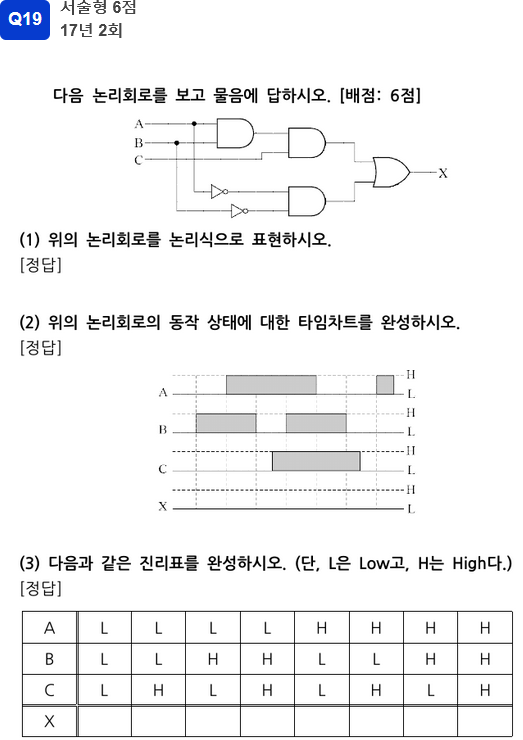 Q19
서술형 6점
17년 2회
다음 논리회로를 보고 물음에 답하시오. [배점: 6점]
A
B
C
X
(1) 위의 논리회로를 논리식으로 표현하시오.
[정답]
(2) 위의 논리회로의 동작 상태에 대한 타임차트를 완성하시오.
[정답]
H
A L
H
B L
H
C L
H
X L
(3) 다음과 같은 진리표를 완성하시오. (단, L은 Low고, H는 High다.)
[정답]
A L L L L H H H H
B L L H H L L H H
C L H L H L H L H
X